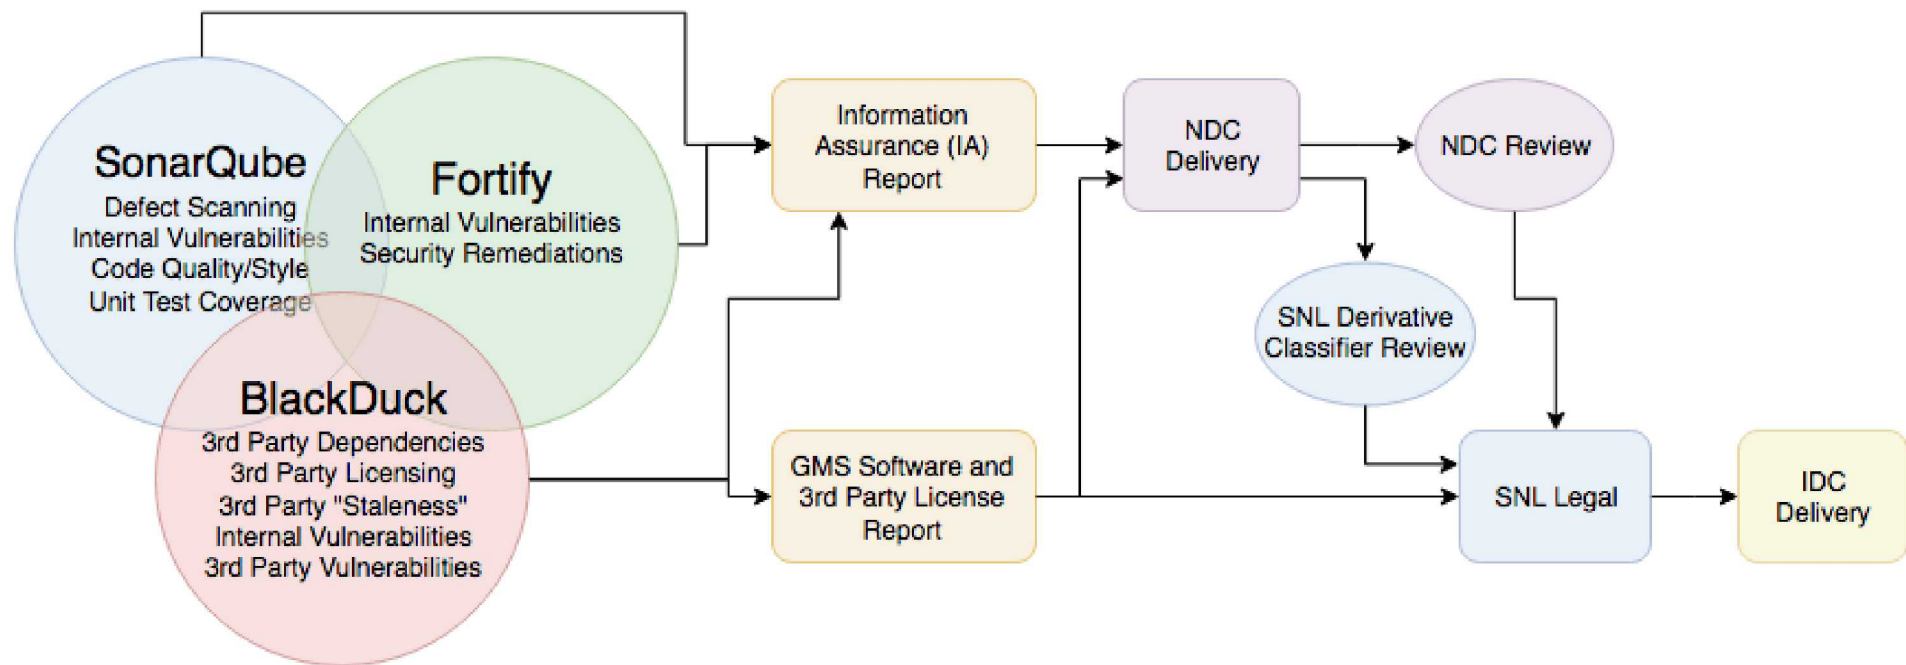 SonarQube
Defect Scanning
Internal Vulnerabilities
Code Quality/Style
Unit Test Coverage
Fortify
Internal Vulnerabilities
Security Remediations
BlackDuck
3rd Party Dependencies
3rd Party Licensing
3rd Party "Staleness"
Internal Vulnerabilities
3rd Party Vulnerabilities
Information
Assurance (IA)
Report
GMS Software and
3rd Party License
Report
NDC
Delivery
NDC Review
SNL Derivative
Classifier Review
SNL Legal
IDC
Delivery